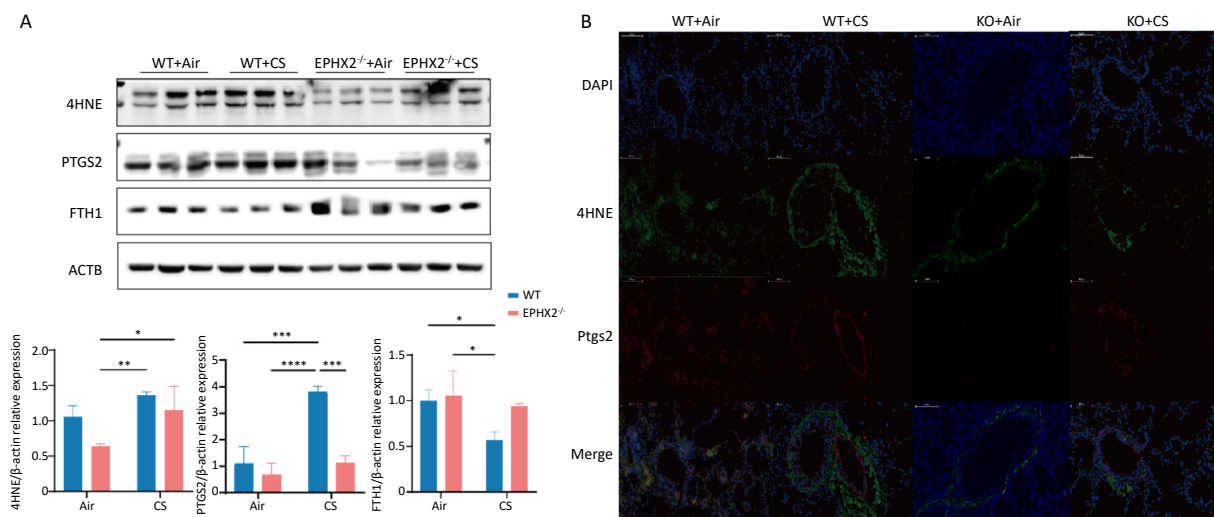 A
WT+Air WT+CS EPHX2-/-+Air EPHX2-/-+CS
4HNE
PTGS2
FTH1
ACTB
WT
EPHX2-/-
4HNE/β-actin relative expression
2.0
1.5
1.0
0.5
0.0
*
**
Air CS
PTGS2/β-actin relative expression
5
4
3
2
1
0
***
**** ***
Air CS
FTH1/β-actin relative expression
1.5
1.0
0.5
0.0
*
*
Air CS
B
WT+Air WT+CS KO+Air KO+CS
DAPI
4HNE
Ptgs2
Merge